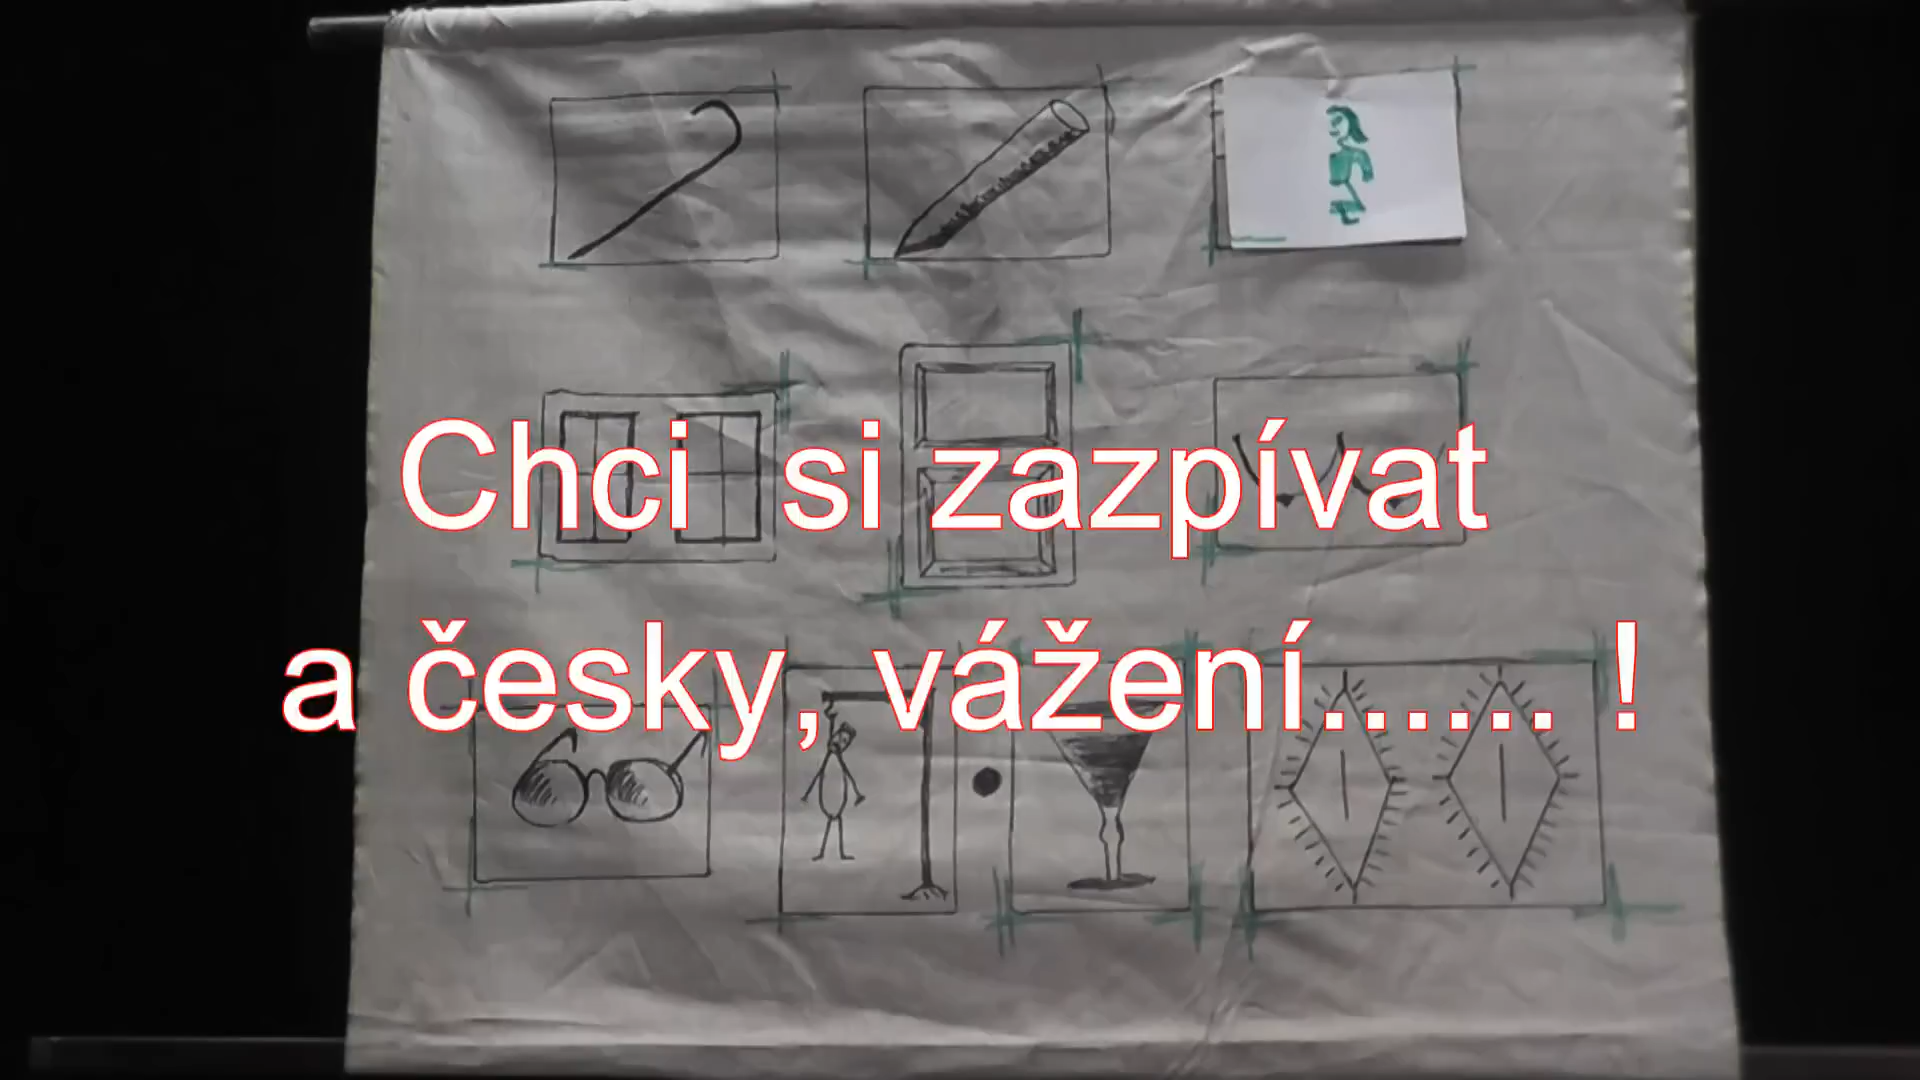 Chci si zazpívat
a česky, vážení...... !